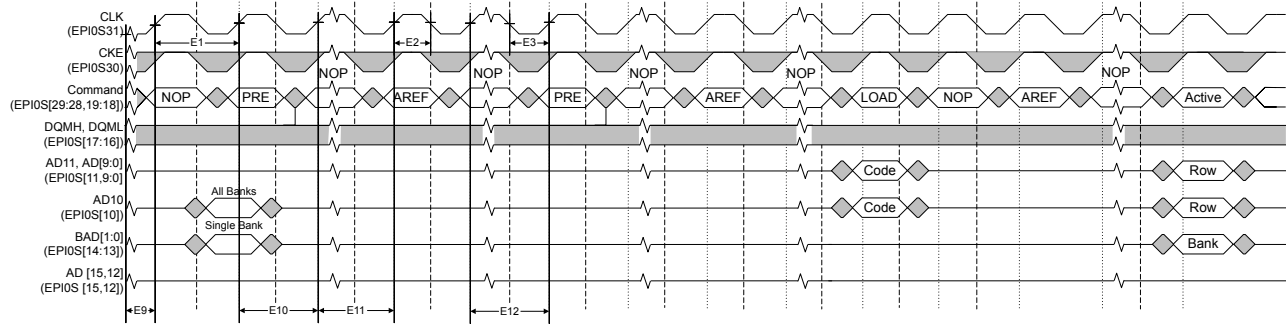 CLK
(EPI0S31)
E1
E2
E3
CKE
(EPI0S30)
NOP
NOP
NOP
NOP
NOP
Command
(EPI0S[29:28,19:18])
NOP
PRE
AREF
PRE
AREF
LOAD
NOP
AREF
Active
DQMH, DQML
(EPI0S[17:16])
AD11, AD[9:0]
(EPI0S[11,9:0]
Code
Row
All Banks
AD10
(EPI0S[10])
Code
Row
Single Bank
BAD[1:0]
(EPI0S[14:13])
Bank
AD [15,12]
(EPI0S [15,12])
E9
E10
E11
E12